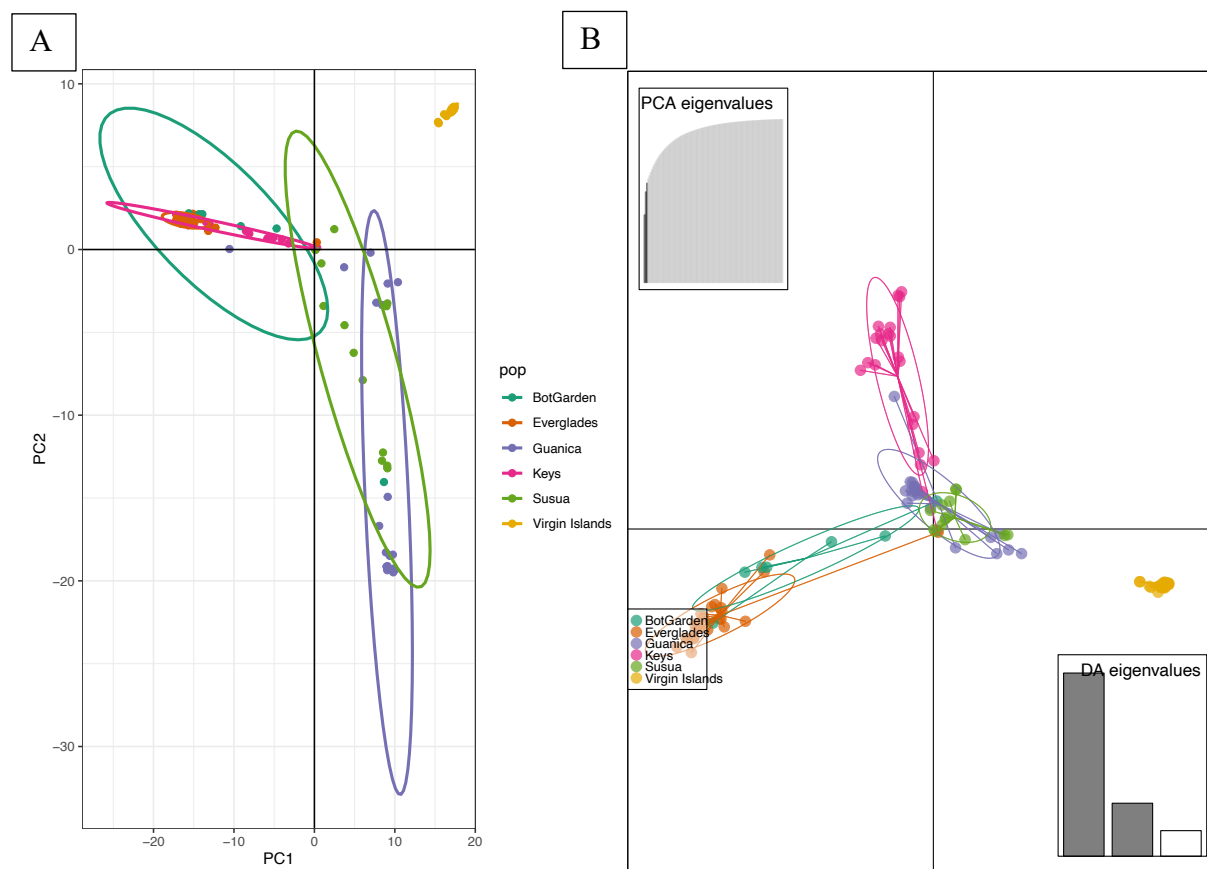 A
B
10
0
−10
−20
−30
PC2
−20
−10
0
10
20
PC1
pop
BotGarden
Everglades
Guanica
Keys
Susua
Virgin Islands
PCA eigenvalues
BotGarden
Everglades
Guanica
Keys
Susua
Virgin Islands
DA eigenvalues